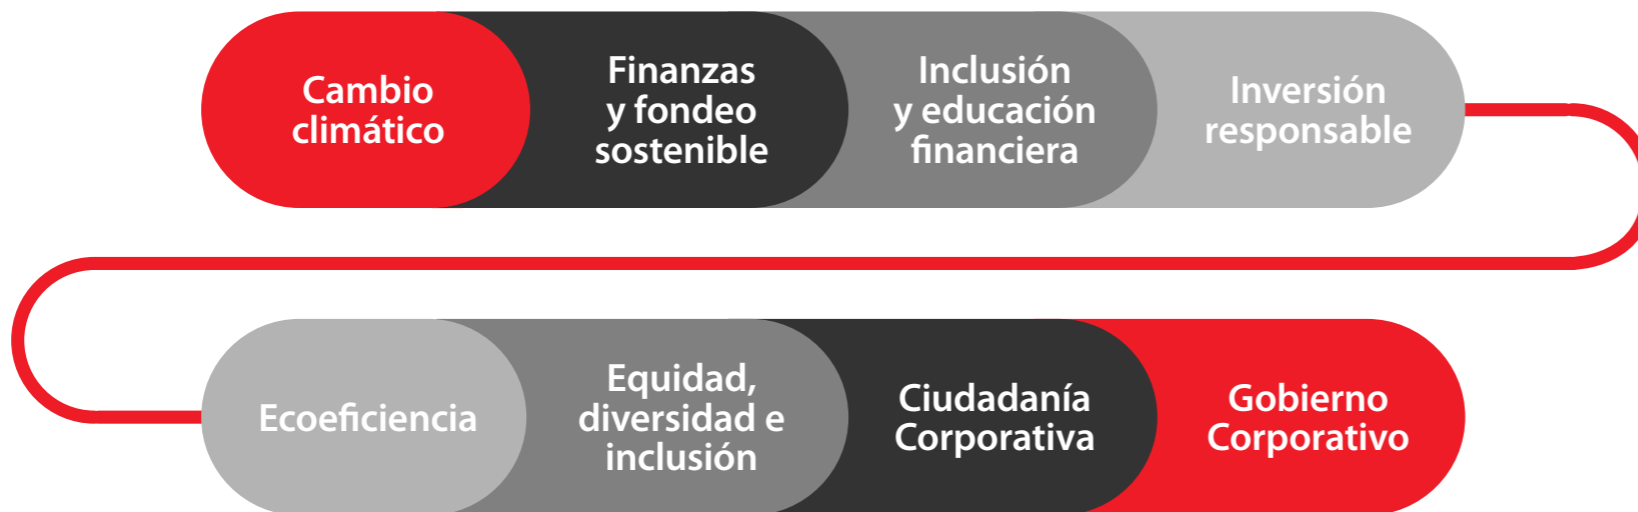 Cambio
climático
Finanzas
y fondeo
sostenible
Inclusión
y educación
financiera
Inversión
responsable
Ecoeficiencia
Equidad,
diversidad e
inclusión
Ciudadanía
Corporativa
Gobierno
Corporativo